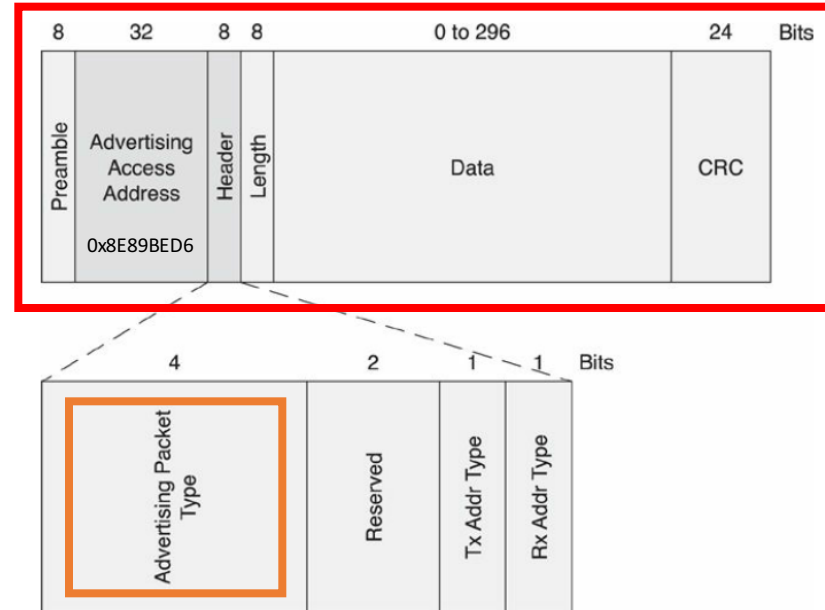 8 32 8 8 0 to 296 24 Bits
Preamble
Advertising
Access
Address
0x8E89BED6
Header
Length
Data
CRC
4 2 1 1 Bits
Advertising Packet
Type
Reserved
Tx Addr Type
Rx Addr Type